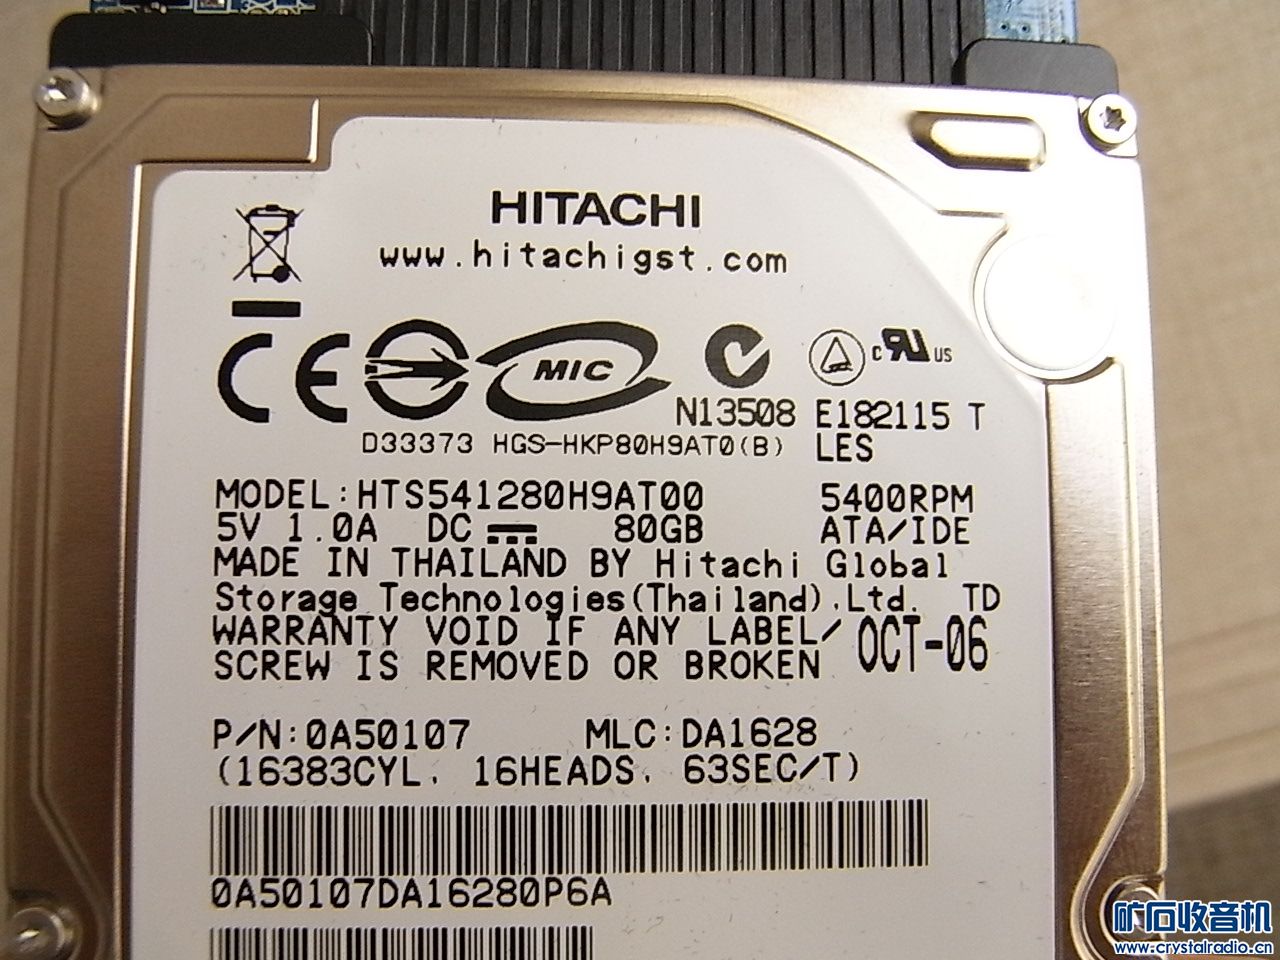 HITACHI
www.hitachigst.com
CE MIC
N13508 E182115 T
D33373 HGS-HKP80H9AT0(B) LES
c US
MODEL:HTS541280H9AT00 5400RPM
5V 1.0A DC 80GB ATA/IDE
MADE IN THAILAND BY Hitachi Global
Storage Technologies(Thailand),Ltd. TD
WARRANTY VOID IF ANY LABEL/ OCT-06
SCREW IS REMOVED OR BROKEN
P/N:0A50107 MLC:DA1628
(16383CYL, 16HEADS, 63SEC/T)
0A50107DA16280P6A
矿石收音机
www.crystalradio.cn